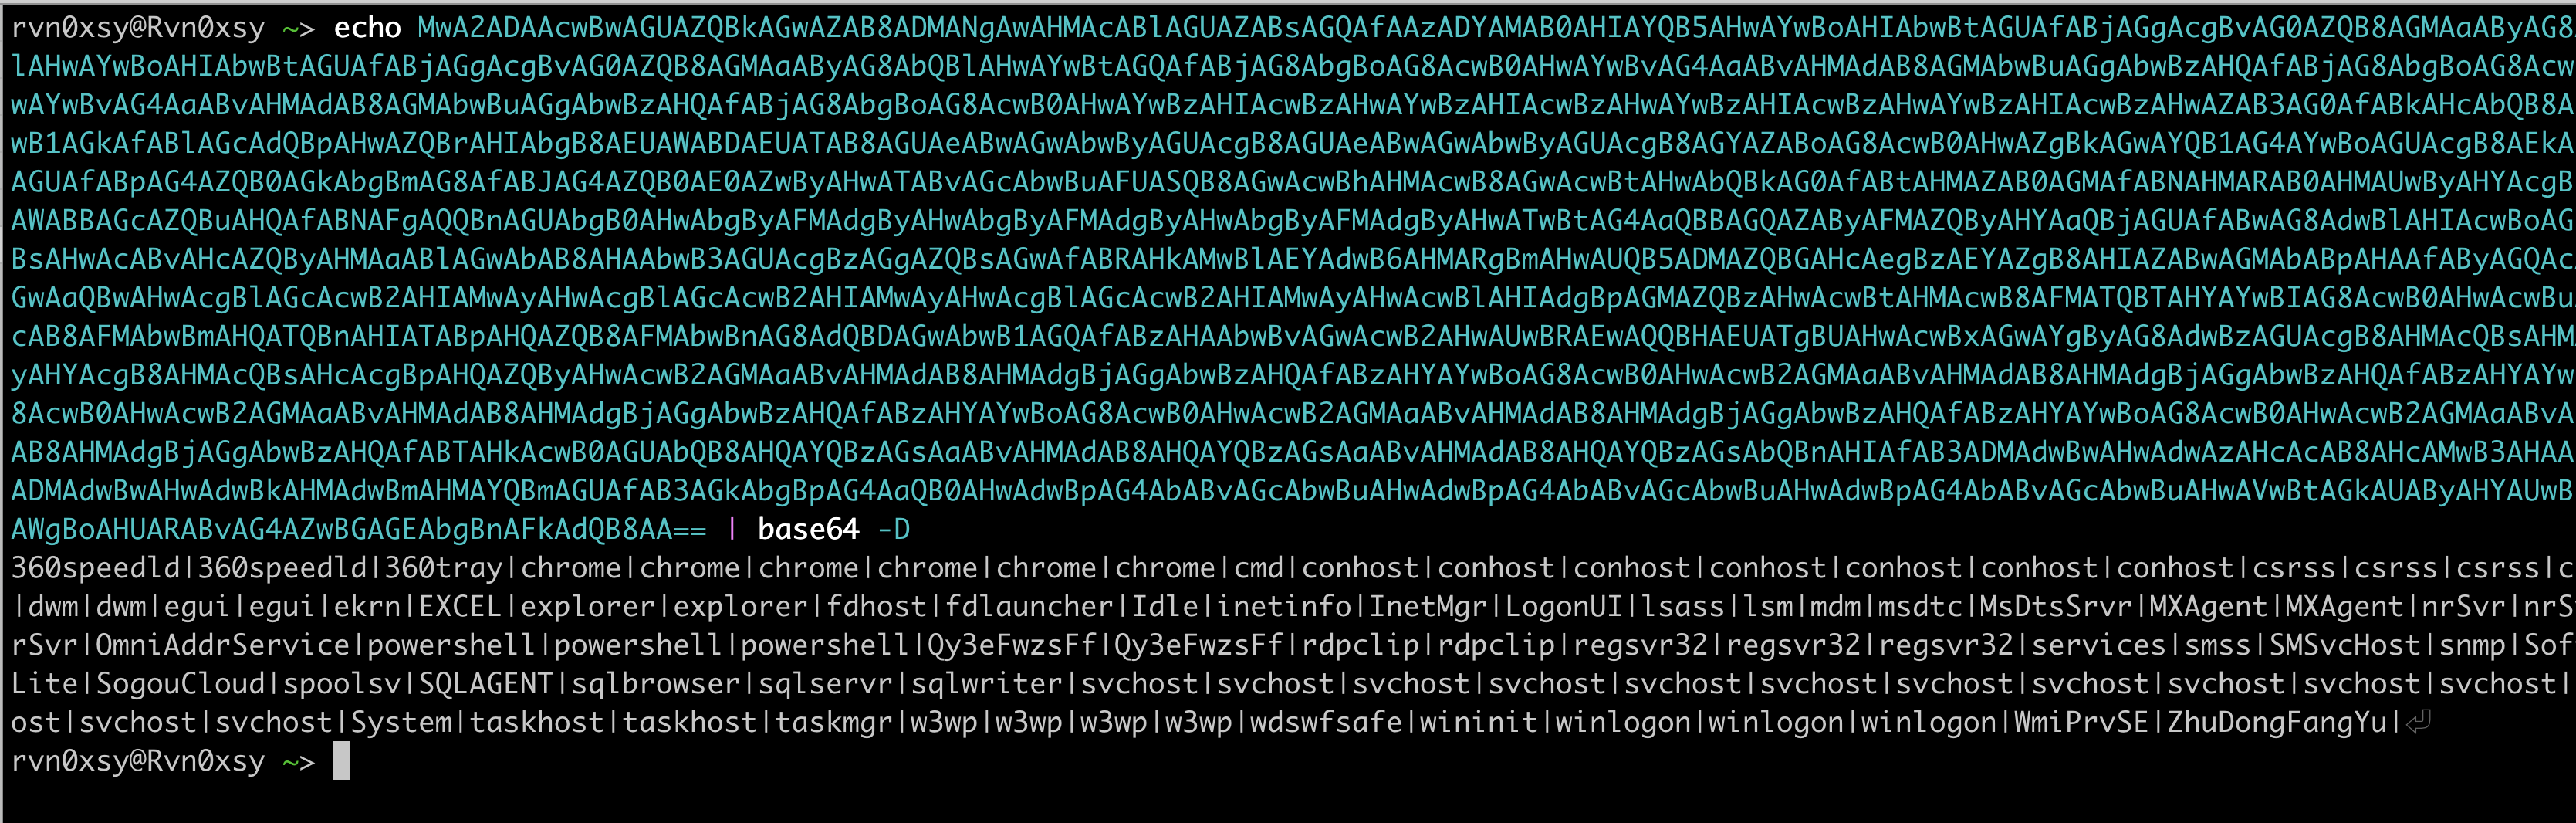 rvn0xsy@Rvn0xsy ~> echo MwA2ADAAcwBwAGUAZQBkAGwAZAB8ADMANgAwAHMAcABlAGUAZABsAGQAfAAzADYAMAB0AHIAYQB5AHwAYwBoAHIAbwBtAGUAfABjAGgAcgBvAG0AZQB8AGMAaAByAG8
lAHwAYwBoAHIAbwBtAGUAfABjAGgAcgBvAG0AZQB8AGMAaAByAG8AbQBlAHwAYwBtAGQAfABjAG8AbgBoAG8AcwB0AHwAYwBvAG4AaABvAHMAdAB8AGMAbwBuAGgAbwBzAHQAfABjAG8AbgBoAG8Acw
wAYwBvAG4AaABvAHMAdAB8AGMAbwBuAGgAbwBzAHQAfABjAG8AbgBoAG8AcwB0AHwAYwBzAHIAcwBzAHwAYwBzAHIAcwBzAHwAYwBzAHIAcwBzAHwAYwBzAHIAcwBzAHwAZAB3AG0AfABkAHcAbQB8A
wB1AGkAfABlAGcAdQBpAHwAZQBrAHIAbgB8AEUAWABDAEUATAB8AGUAeABwAGwAbwByAGUAcgB8AGUAeABwAGwAbwByAGUAcgB8AGYAZABoAG8AcwB0AHwAZgBkAGwAYQB1AG4AYwBoAGUAcgB8AEkA
AGUAfABpAG4AZQB0AGkAbgBmAG8AfABJAG4AZQB0AE0AZwByAHwATABvAGcAbwBuAFUASQB8AGwAcwBhAHMAcwB8AGwAcwBtAHwAbQBkAG0AfABtAHMAZAB0AGMAfABNAHMARAB0AHMAUwByAHYAcgB
AWABBAGcAZQBuAHQAfABNAFgAQQBnAGUAbgB0AHwAbgByAFMAdgByAHwAbgByAFMAdgByAHwAbgByAFMAdgByAHwATwBtAG4AaQBBAGQAZAByAFMAZQByAHYAaQBjAGUAfABwAG8AdwBlAHIAcwBoAG
BsAHwAcABvAHcAZQByAHMAaABlAGwAbAB8AHAAbwB3AGUAcgBzAGgAZQBsAGwAfABRAHkAMwBlAEYAdwB6AHMARgBmAHwAUQB5ADMAZQBGAHcAegBzAEYAZgB8AHIAZABwAGMAbABpAHAAfAByAGQAc
GwAaQBwAHwAcgBlAGcAcwB2AHIAMwAyAHwAcgBlAGcAcwB2AHIAMwAyAHwAcgBlAGcAcwB2AHIAMwAyAHwAcwBlAHIAdgBpAGMAZQBzAHwAcwBtAHMAcwB8AFMATQBTAHYAYwBIAG8AcwB0AHwAcwBu
cAB8AFMAbwBmAHQATQBnAHIATABpAHQAZQB8AFMAbwBnAG8AdQBDAGwAbwB1AGQAfABzAHAAbwBvAGwAcwB2AHwAUwBRAEwAQQBHAEUATgBUAHwAcwBxAGwAYgByAG8AdwBzAGUAcgB8AHMAcQBsAHM
yAHYAcgB8AHMAcQBsAHcAcgBpAHQAZQByAHwAcwB2AGMAaABvAHMAdAB8AHMAdgBjAGgAbwBzAHQAfABzAHYAYwBoAG8AcwB0AHwAcwB2AGMAaABvAHMAdAB8AHMAdgBjAGgAbwBzAHQAfABzAHYAYw
8AcwB0AHwAcwB2AGMAaABvAHMAdAB8AHMAdgBjAGgAbwBzAHQAfABzAHYAYwBoAG8AcwB0AHwAcwB2AGMAaABvAHMAdAB8AHMAdgBjAGgAbwBzAHQAfABzAHYAYwBoAG8AcwB0AHwAcwB2AGMAaABvA
AB8AHMAdgBjAGgAbwBzAHQAfABTAHkAcwB0AGUAbQB8AHQAYQBzAGsAaABvAHMAdAB8AHQAYQBzAGsAaABvAHMAdAB8AHQAYQBzAGsAbQBnAHIAfAB3ADMAdwBwAHwAdwAzAHcAcAB8AHcAMwB3AHAA
ADMAdwBwAHwAdwBkAHMAdwBmAHMAYQBmAGUAfAB3AGkAbgBpAG4AaQB0AHwAdwBpAG4AbABvAGcAbwBuAHwAdwBpAG4AbABvAGcAbwBuAHwAdwBpAG4AbABvAGcAbwBuAHwAVwBtAGkAUAByAHYAUwB
AWgBoAHUARABvAG4AZwBGAGEAbgBnAFkAdQB8AA== | base64 -D
360speedld|360speedld|360tray|chrome|chrome|chrome|chrome|chrome|chrome|cmd|conhost|conhost|conhost|conhost|conhost|conhost|conhost|csrss|csrss|csrss|c
|dwm|dwm|egui|egui|ekrn|EXCEL|explorer|explorer|fdhost|fdlauncher|Idle|inetinfo|InetMgr|LogonUI|lsass|lsm|mdm|msdtc|MsDtsSrvr|MXAgent|MXAgent|nrSvr|nrS
rSvr|OmniAddrService|powershell|powershell|powershell|Qy3eFwzsFf|Qy3eFwzsFf|rdpclip|rdpclip|regsvr32|regsvr32|regsvr32|services|smss|SMSvcHost|snmp|Sof
Lite|SogouCloud|spoolsv|SQLAGENT|sqlbrowser|sqlservr|sqlwriter|svchost|svchost|svchost|svchost|svchost|svchost|svchost|svchost|svchost|svchost|svchost|
ost|svchost|svchost|System|taskhost|taskhost|taskmgr|w3wp|w3wp|w3wp|w3wp|wdswfsafe|wininit|winlogon|winlogon|winlogon|WmiPrvSE|ZhuDongFangYu|⏎
rvn0xsy@Rvn0xsy ~>